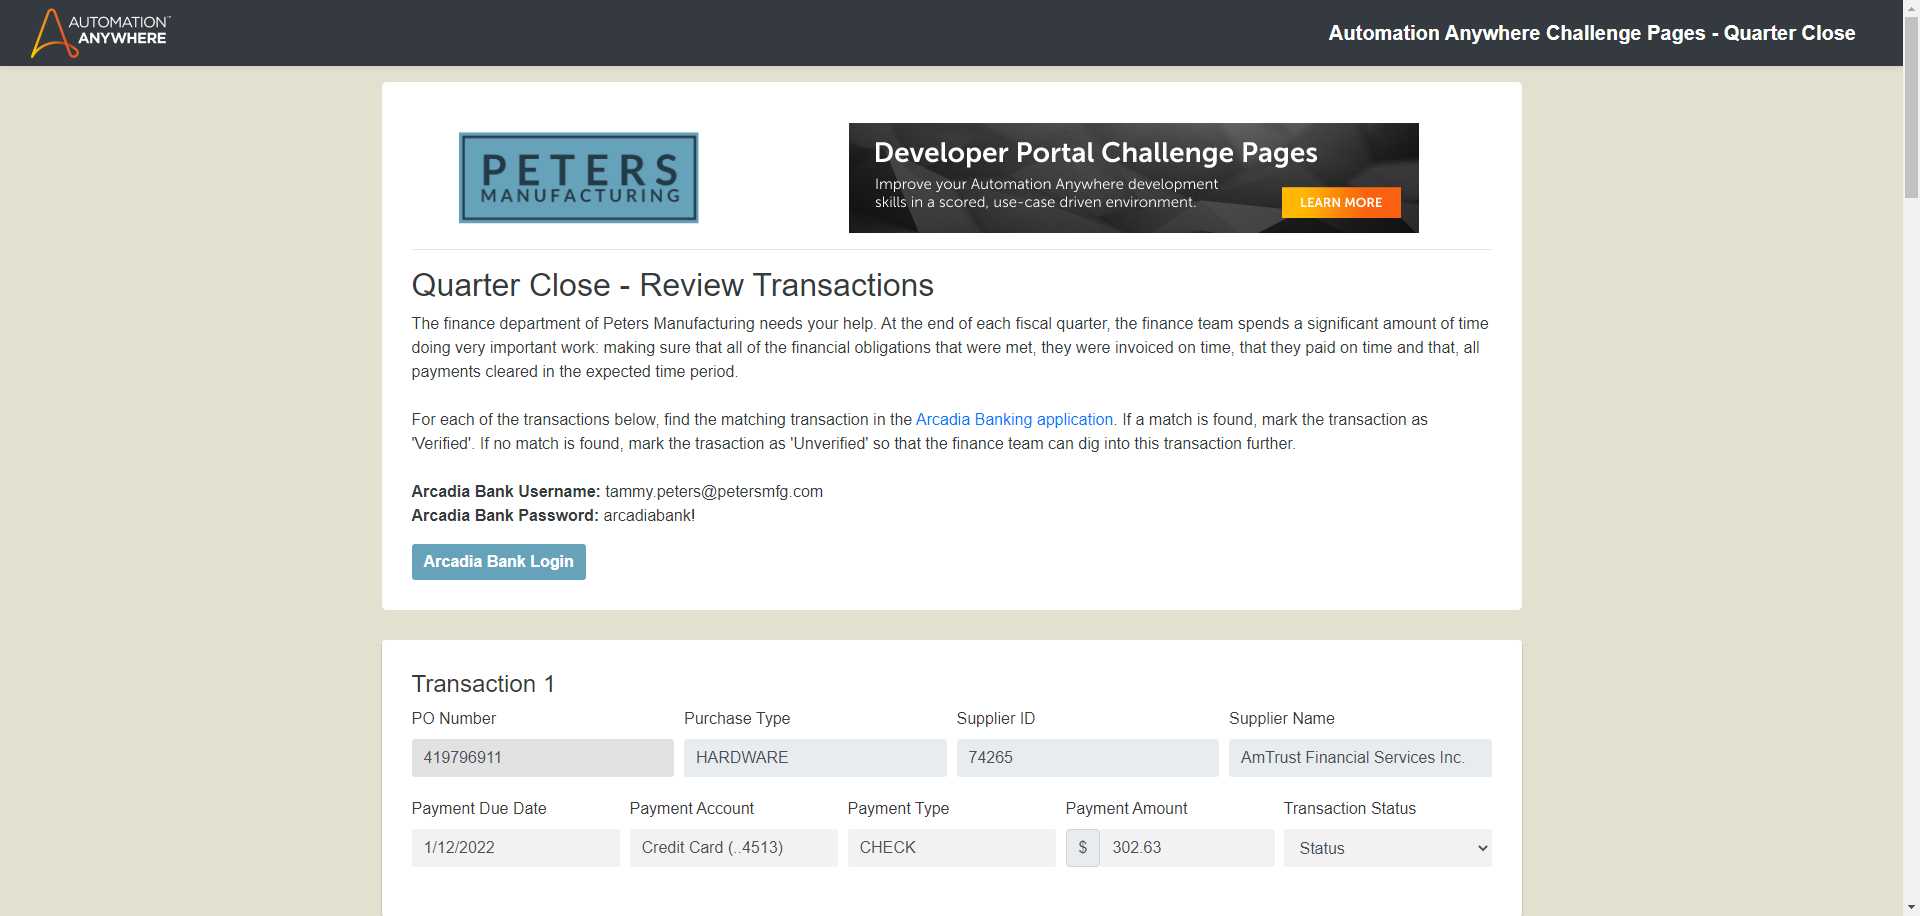 AUTOMATION
ANYWHERE
Automation Anywhere Challenge Pages - Quarter Close
PETERS
MANUFACTURING
Developer Portal Challenge Pages
Improve your Automation Anywhere development
skills in a scored, use-case driven environment.
LEARN MORE
Quarter Close - Review Transactions
The finance department of Peters Manufacturing needs your help. At the end of each fiscal quarter, the finance team spends a significant amount of time
doing very important work: making sure that all of the financial obligations that were met, they were invoiced on time, that they paid on time and that, all
payments cleared in the expected time period.
For each of the transactions below, find the matching transaction in the Arcadia Banking application. If a match is found, mark the transaction as
'Verified'. If no match is found, mark the trasaction as 'Unverified' so that the finance team can dig into this transaction further.
Arcadia Bank Username: tammy.peters@petersmfg.com
Arcadia Bank Password: arcadiabank!
Arcadia Bank Login
Transaction 1
PO Number Purchase Type Supplier ID Supplier Name
419796911 HARDWARE 74265 AmTrust Financial Services Inc.
Payment Due Date Payment Account Payment Type Payment Amount Transaction Status
1/12/2022 Credit Card (..4513) CHECK $ 302.63 Status